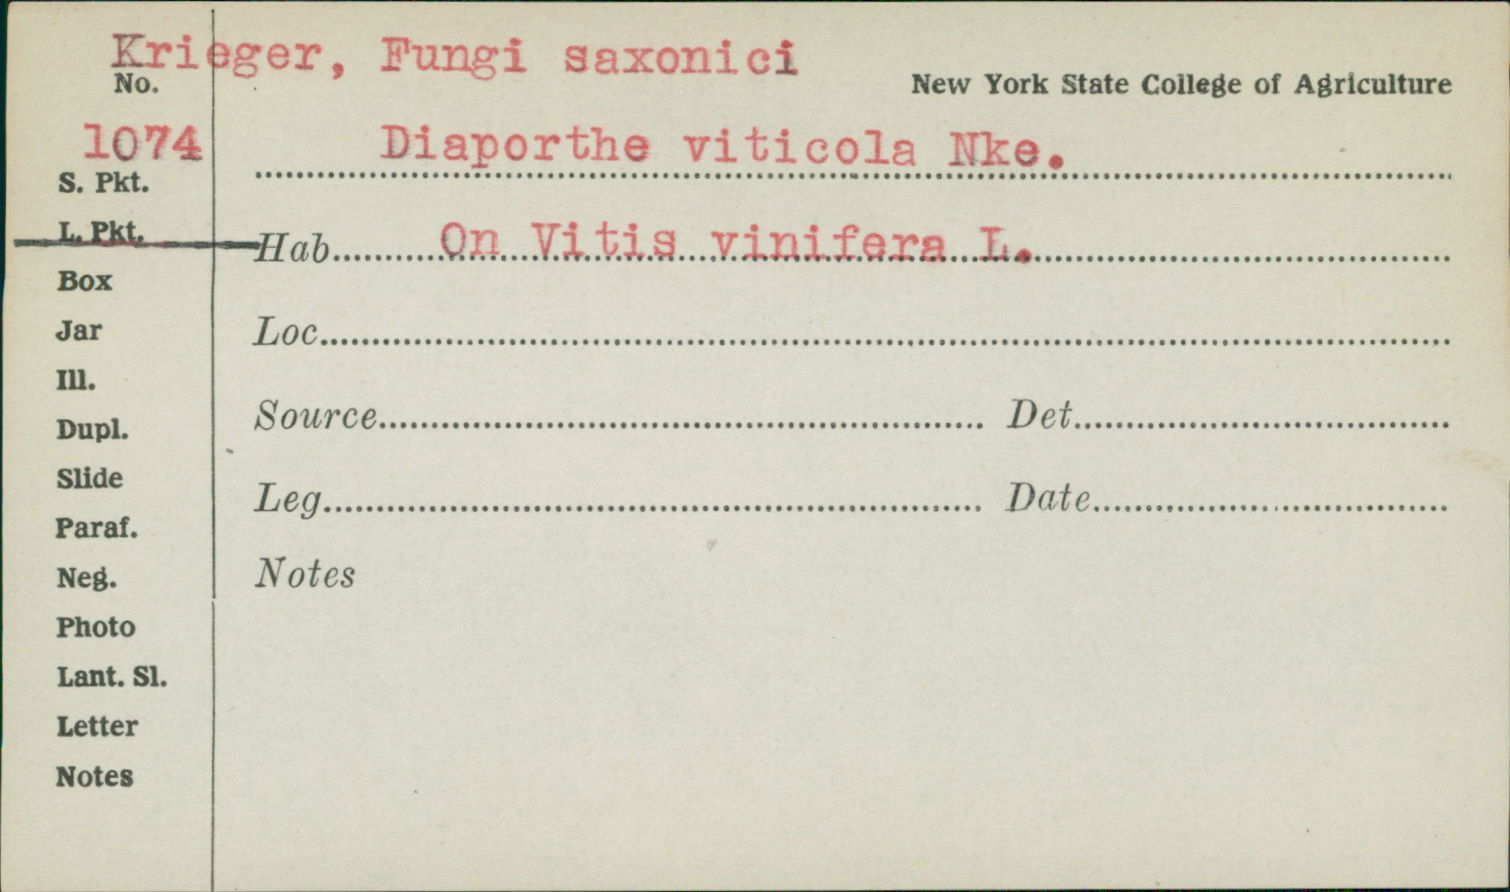 Krieger, Fungi saxonici
No.
New York State College of Agriculture
1074
Diaporthe viticola Nke.
S. Pkt.
L. Pkt.
Hab. On Vitis vinifera L.
Box
Jar
Loc.
Ill.
Source Det.
Dupl.
Slide
Leg. Date
Paraf.
Neg.
Notes
Photo
Lant. Sl.
Letter
Notes